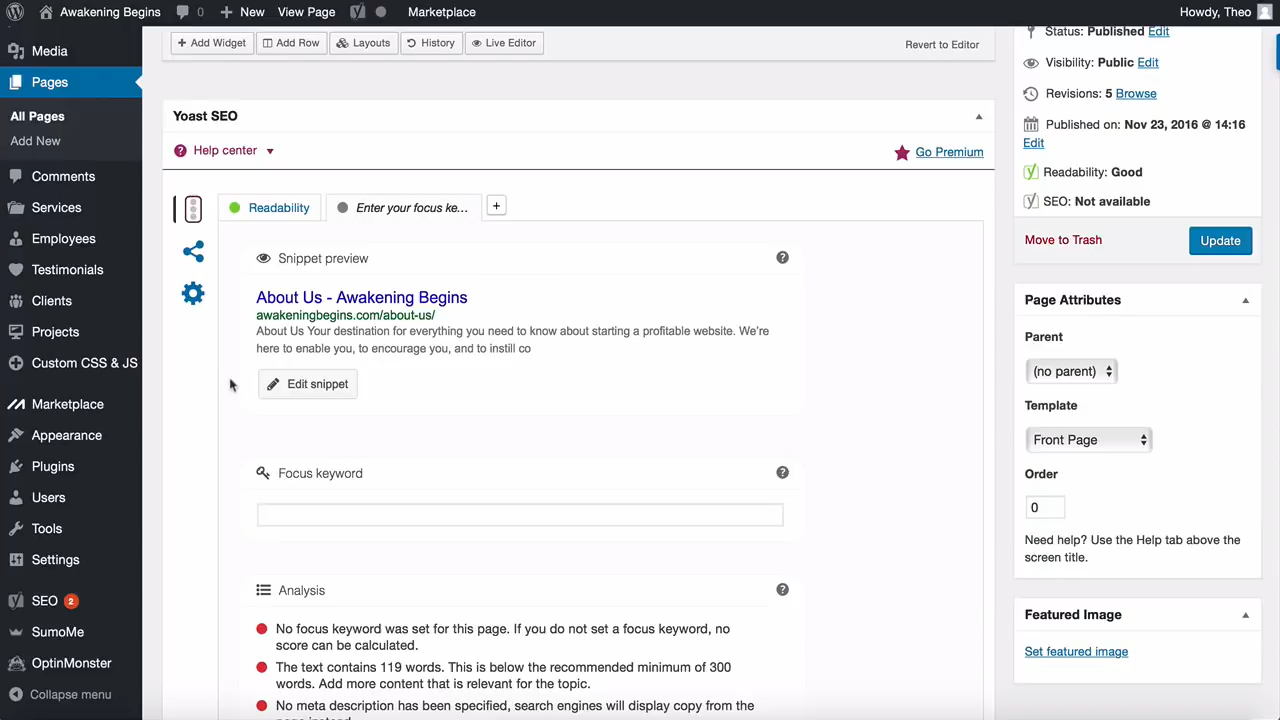 Awakening Begins
0
New
View Page
Marketplace
Howdy, Theo
Media
Pages
All Pages
Add New
Comments
Services
Employees
Testimonials
Clients
Projects
Custom CSS & JS
Marketplace
Appearance
Plugins
Users
Tools
Settings
SEO 2
SumoMe
OptinMonster
Collapse menu
+ Add Widget
Add Row
Layouts
History
Live Editor
Revert to Editor
Yoast SEO
Help center
Go Premium
Readability
Enter your focus ke...
+
Snippet preview
About Us - Awakening Begins
awakeningbegins.com/about-us/
About Us Your destination for everything you need to know about starting a profitable website. We're
here to enable you, to encourage you, and to instill co
Edit snippet
Focus keyword
Analysis
No focus keyword was set for this page. If you do not set a focus keyword, no
score can be calculated.
The text contains 119 words. This is below the recommended minimum of 300
words. Add more content that is relevant for the topic.
No meta description has been specified, search engines will display copy from the
page instead.
Status: Published Edit
Visibility: Public Edit
Revisions: 5 Browse
Published on: Nov 23, 2016 @ 14:16
Edit
Readability: Good
SEO: Not available
Move to Trash
Update
Page Attributes
Parent
(no parent)
Template
Front Page
Order
0
Need help? Use the Help tab above the
screen title.
Featured Image
Set featured image